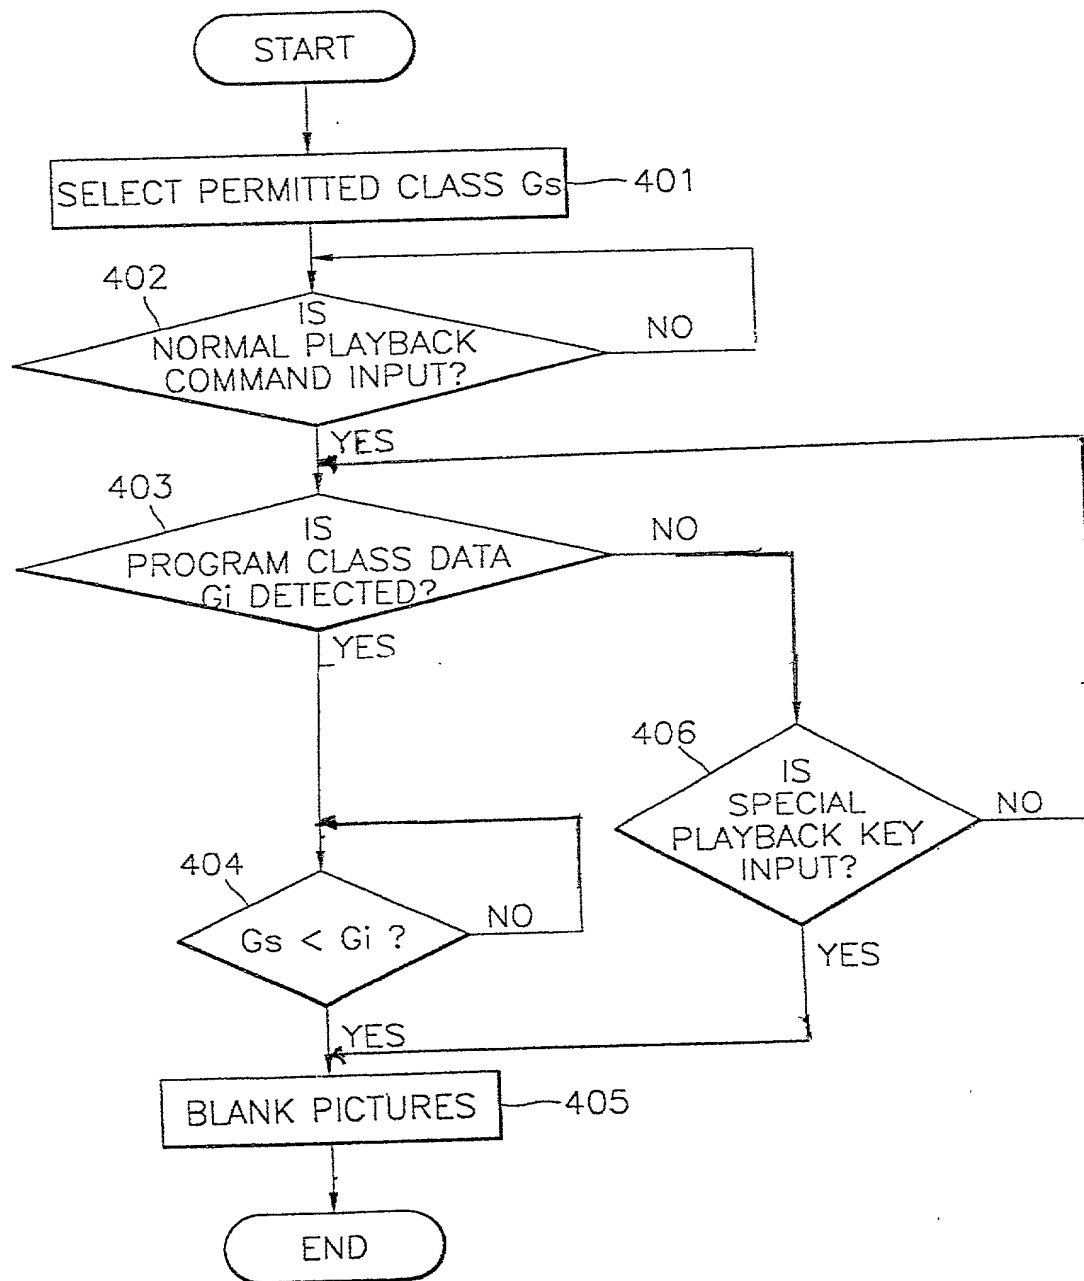 START
SELECT PERMITTED CLASS Gs
401
402
IS
NORMAL PLAYBACK
COMMAND INPUT?
NO
YES
403
IS
PROGRAM CLASS DATA
Gi DETECTED?
NO
YES
406
IS
SPECIAL
PLAYBACK KEY
INPUT?
NO
YES
404
Gs < Gi ?
NO
YES
BLANK PICTURES
405
END